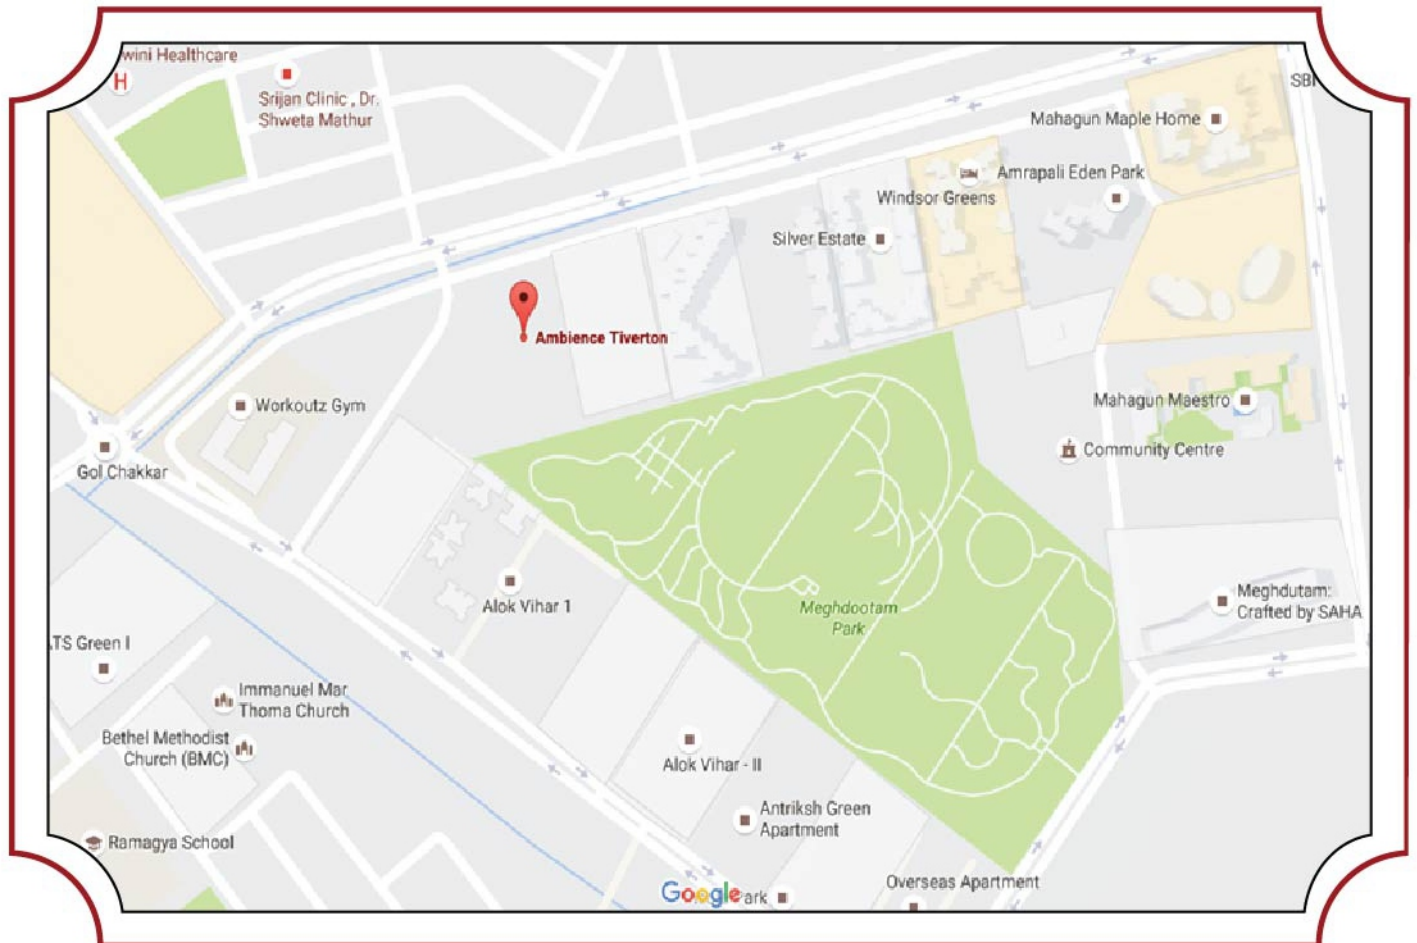 wini Healthcare
H
Srijan Clinic , Dr.
Shweta Mathur
SBI
Mahagun Maple Home
Amrapali Eden Park
Windsor Greens
Silver Estate
Ambience Tiverton
Workoutz Gym
Mahagun Maestro
Community Centre
Gol Chakkar
Alok Vihar 1
Meghdootam
Park
Meghdutam:
Crafted by SAHA
TS Green I
Immanuel Mar
Thoma Church
Bethel Methodist
Church (BMC)
Alok Vihar - II
Antriksh Green
Apartment
Ramagya School
Overseas Apartment
Google
ark